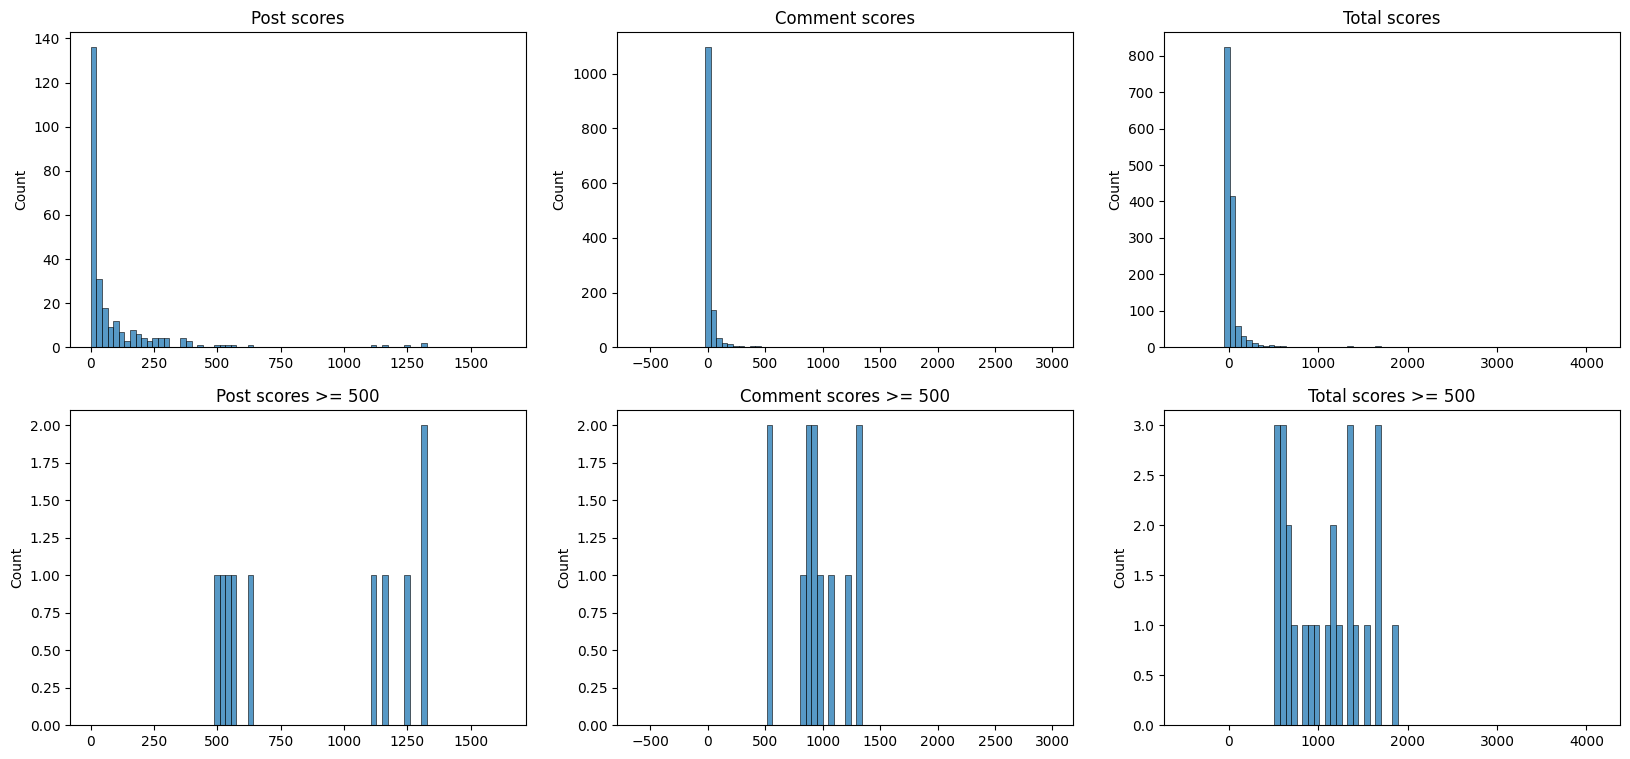 Post scores
Comment scores
Total scores
140
120
100
80
60
40
20
0
Count
0 250 500 750 1000 1250 1500
1000
800
600
400
200
0
Count
−500 0 500 1000 1500 2000 2500 3000
800
700
600
500
400
300
200
100
0
Count
0 1000 2000 3000 4000
Post scores >= 500
Comment scores >= 500
Total scores >= 500
2.00
1.75
1.50
1.25
1.00
0.75
0.50
0.25
0.00
Count
0 250 500 750 1000 1250 1500
2.00
1.75
1.50
1.25
1.00
0.75
0.50
0.25
0.00
Count
−500 0 500 1000 1500 2000 2500 3000
3.0
2.5
2.0
1.5
1.0
0.5
0.0
Count
0 1000 2000 3000 4000